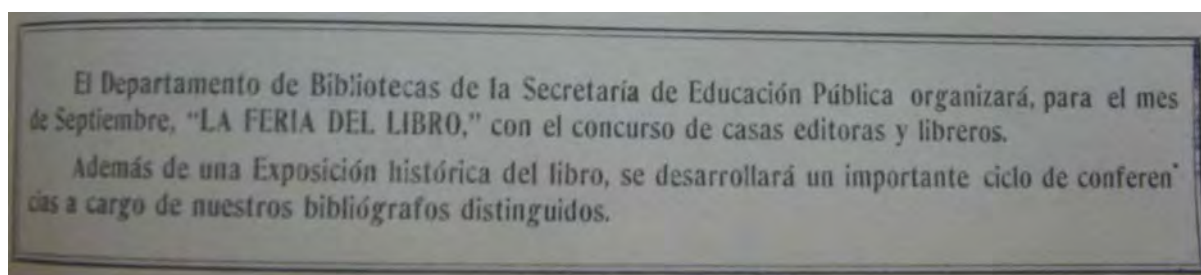 El Departamento de Bibliotecas de la Secretaría de Educación Pública organizará, para el mes
de Septiembre, “LA FERIA DEL LIBRO,” con el concurso de casas editoras y libreros.
Además de una Exposición histórica del libro, se desarrollará un importante ciclo de conferen-
cias a cargo de nuestros bibliógrafos distinguidos.